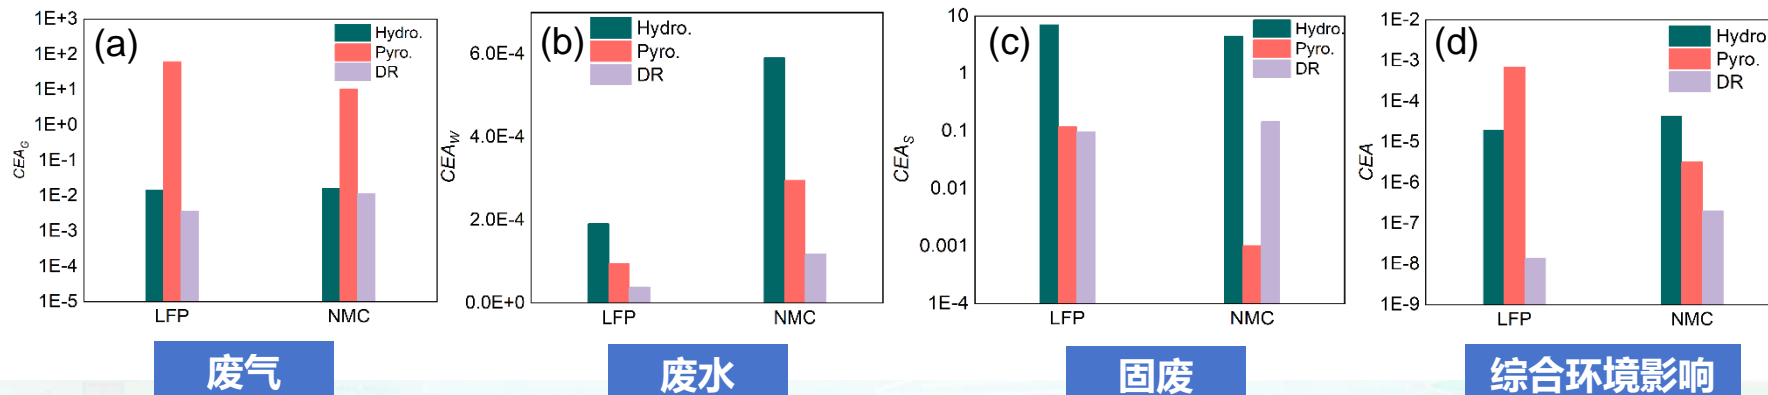 (a)
CEA_G
1E+3
1E+2
1E+1
1E+0
1E-1
1E-2
1E-3
1E-4
1E-5
Hydro.
Pyro.
DR
LFP NMC
废气
(b)
CEA_W
6.0E-4
4.0E-4
2.0E-4
0.0E+0
Hydro.
Pyro.
DR
LFP NMC
废水
(c)
CEA_S
10
1
0.1
0.01
0.001
1E-4
Hydro.
Pyro.
DR
LFP NMC
固废
(d)
CEA
1E-2
1E-3
1E-4
1E-5
1E-6
1E-7
1E-8
1E-9
Hydro
Pyro.
DR
LFP NMC
综合环境影响